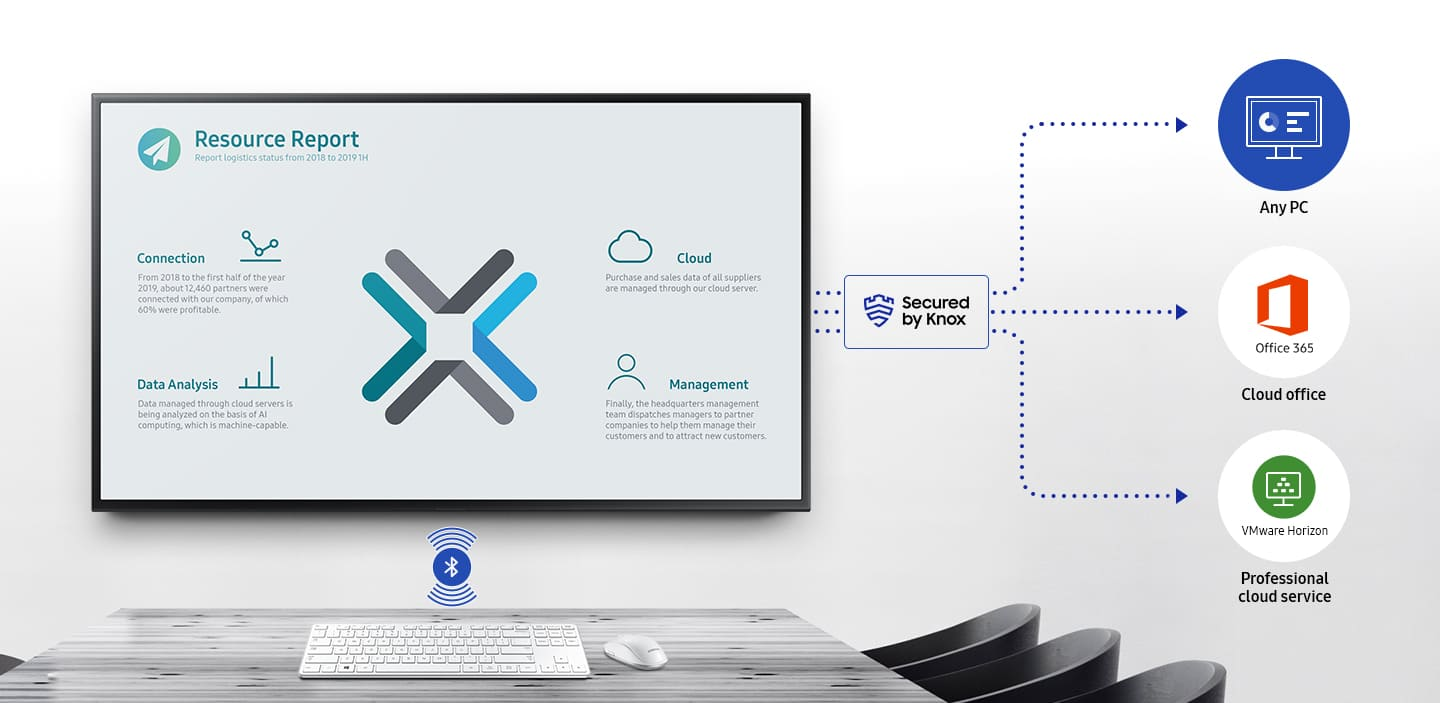 Resource Report
Report logistics status from 2018 to 2019 1H
Connection
From 2018 to the first half of the year
2019, about 12,460 partners were
connected with our company, of which
60% were profitable.
Data Analysis
Data managed through cloud servers is
being analyzed on the basis of AI
computing, which is machine-capable.
Cloud
Purchase and sales data of all suppliers
are managed through our cloud server.
Management
Finally, the headquarters management
team dispatches managers to partner
companies to help them manage their
customers and to attract new customers.
Secured
by Knox
Any PC
Office 365
Cloud office
VMware Horizon
Professional
cloud service